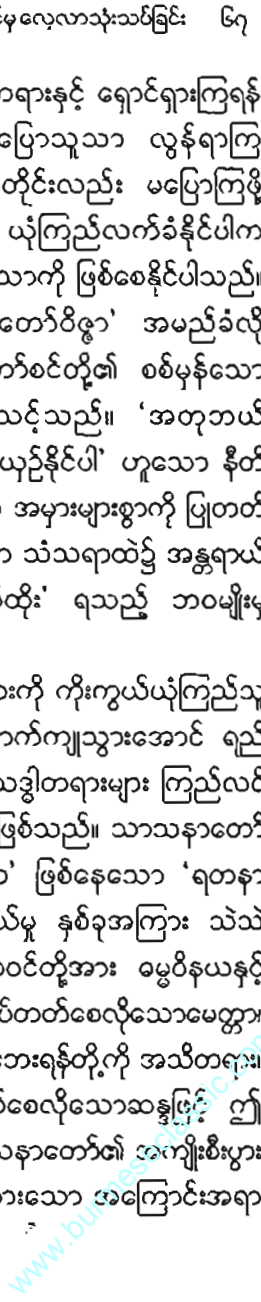 လေ့လာသုံးသပ်ခြင်း ၆၇
တရားနှင့် ရှောင်ရှားကြရန်
ပြောသူသာ လွန်ရာကြ
တိုင်းလည်း မပြောကြဖို့
ယုံကြည်လက်ခံနိုင်ပါက
သာကို ဖြစ်စေနိုင်ပါသည်။
တော်ဝိဇ္ဇာ' အမည်ခံလို
တော်စင်တို့၏ စစ်မှန်သော
သင့်သည်။ 'အတုဘယ်
ယှဉ်နိုင်ပါ' ဟူသော နီတိ
အမှားများစွာကို ပြုတတ်
သံသရာထဲ၌ အန္တရာယ်
ထိုး' ရသည့် ဘဝမျိုးမှ
ကို ကိုးကွယ်ယုံကြည်သူ
ကျသွားအောင် ရည်
သဒ္ဓါတရားများ ကြည်လင်
ဖြစ်သည်။ သာသနာတော်
ဖြစ်နေသော 'ရတနာ
ယ်မှု နှစ်ခုအကြား သဲသဲ
ဝင်တို့အား ဓမ္မဝိနယနှင့်
ပ်တတ်စေလိုသောမေတ္တာ၊
ဘေးရန်တို့ကို အသိတရား၊
စေလိုသောဆန္ဒဖြင့် ဤ
သနာတော်၏ အကျိုးစီးပွား
ားသော အကြောင်းအရာ
www.burmeseclassic.com